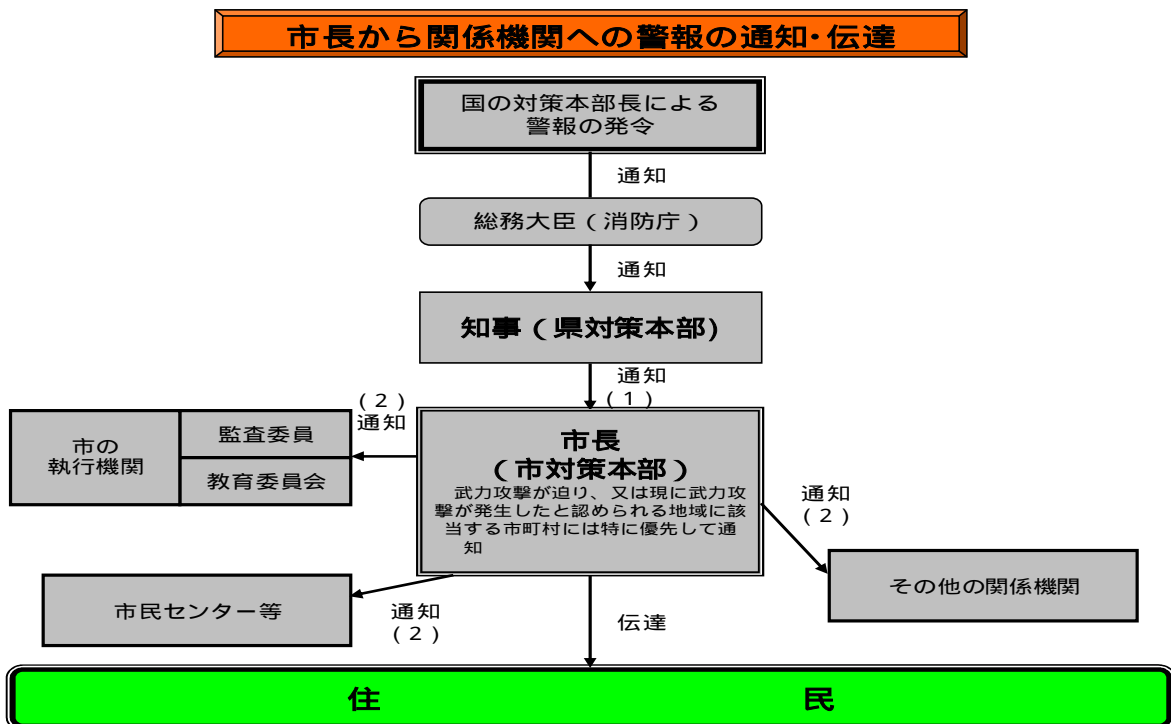 市長から関係機関への警報の通知･伝達
国の対策本部長による
警報の発令
通知
総務大臣（消防庁）
通知
知事（県対策本部)
通知
(１)
(２)
通知
市の
執行機関
監査委員
教育委員会
市長
（市対策本部）
武力攻撃が迫り、又は現に武力攻
撃が発生したと認められる地域に該
当する市町村には特に優先して通
知
通知
(２)
その他の関係機関
市民センター等
通知
(２)
伝達
住　民